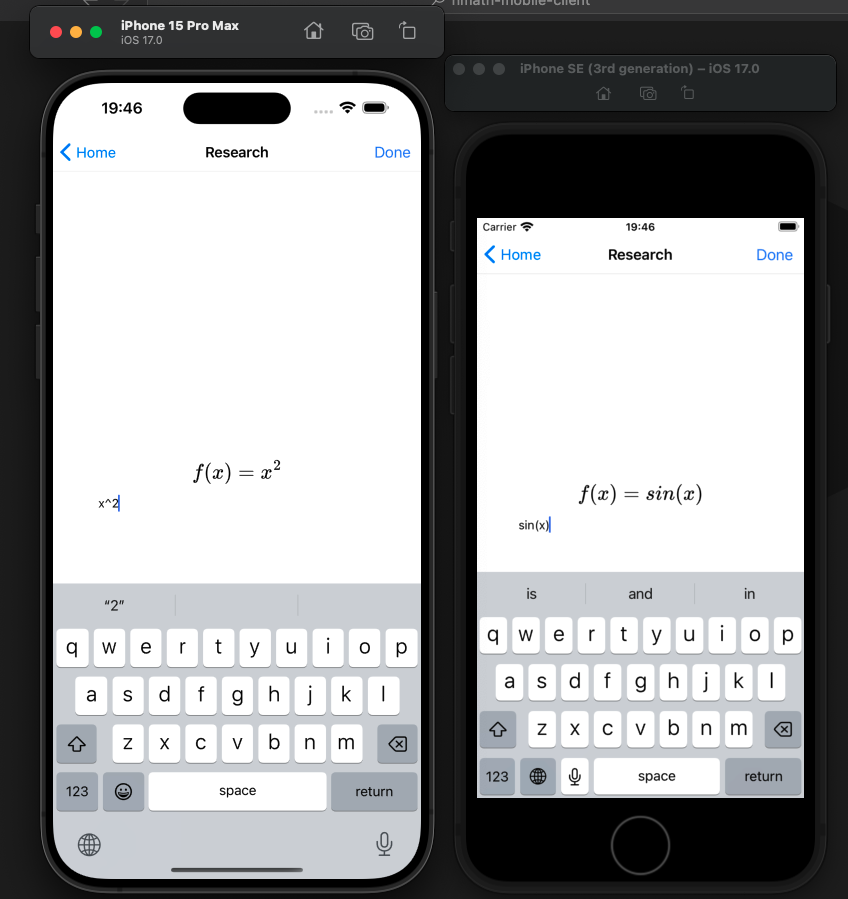 hmath-mobile-client
iPhone 15 Pro Max
iOS 17.0
19:46
Home
Research
Done
f(x) = x²
x^2
“2”
q w e r t y u i o p
a s d f g h j k l
z x c v b n m
123
space
return
iPhone SE (3rd generation) – iOS 17.0
Carrier
19:46
Home
Research
Done
f(x) = sin(x)
sin(x)
is
and
in
q w e r t y u i o p
a s d f g h j k l
z x c v b n m
123
space
return